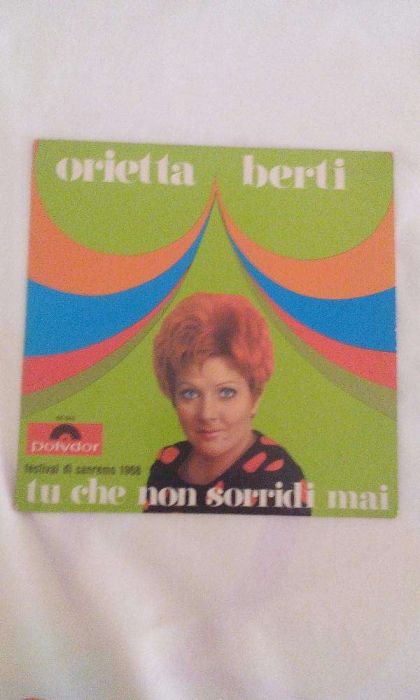 orietta berti
polydor
festival di sanremo 1968
tu che non sorridi mai